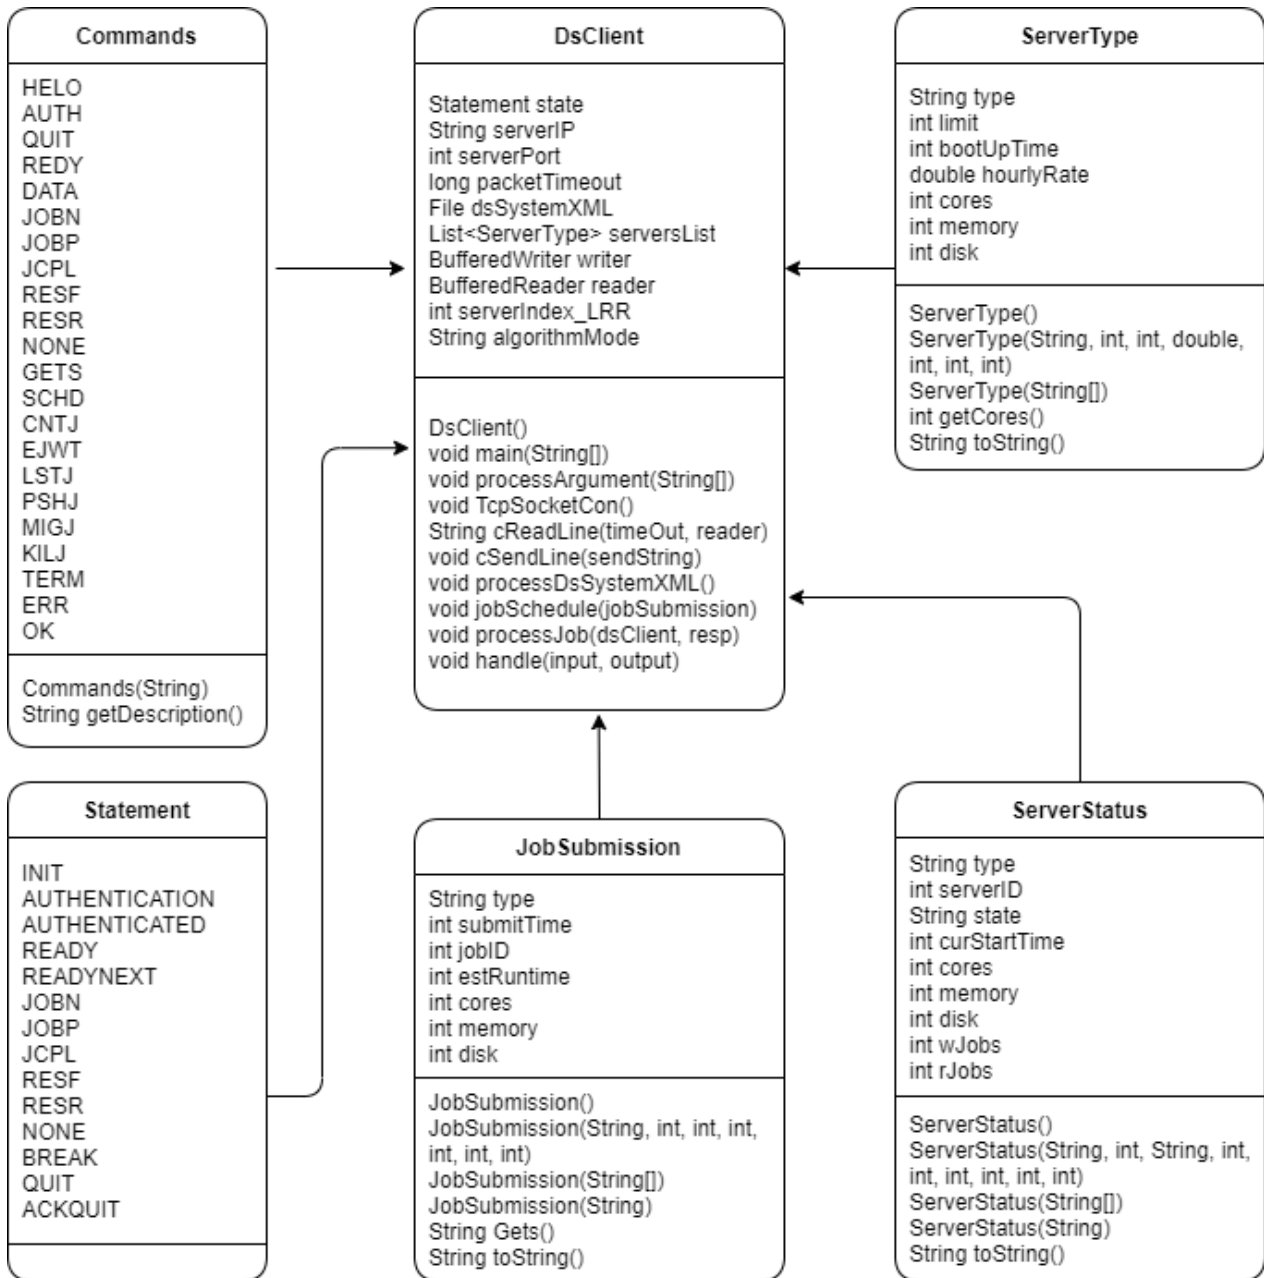 Commands
HELO
AUTH
QUIT
REDY
DATA
JOBN
JOBP
JCPL
RESF
RESR
NONE
GETS
SCHD
CNTJ
EJWT
LSTJ
PSHJ
MIGJ
KILJ
TERM
ERR
OK
Commands(String)
String getDescription()
DsClient
Statement state
String serverIP
int serverPort
long packetTimeout
File dsSystemXML
List<ServerType> serversList
BufferedWriter writer
BufferedReader reader
int serverIndex_LRR
String algorithmMode
DsClient()
void main(String[])
void processArgument(String[])
void TcpSocketCon()
String cReadLine(timeOut, reader)
void cSendLine(sendString)
void processDsSystemXML()
void jobSchedule(jobSubmission)
void processJob(dsClient, resp)
void handle(input, output)
ServerType
String type
int limit
int bootUpTime
double hourlyRate
int cores
int memory
int disk
ServerType()
ServerType(String, int, int, double,
int, int, int)
ServerType(String[])
int getCores()
String toString()
Statement
INIT
AUTHENTICATION
AUTHENTICATED
READY
READYNEXT
JOBN
JOBP
JCPL
RESF
RESR
NONE
BREAK
QUIT
ACKQUIT
JobSubmission
String type
int submitTime
int jobID
int estRuntime
int cores
int memory
int disk
JobSubmission()
JobSubmission(String, int, int, int,
int, int, int)
JobSubmission(String[])
JobSubmission(String)
String Gets()
String toString()
ServerStatus
String type
int serverID
String state
int curStartTime
int cores
int memory
int disk
int wJobs
int rJobs
ServerStatus()
ServerStatus(String, int, String, int,
int, int, int, int, int)
ServerStatus(String[])
ServerStatus(String)
String toString()